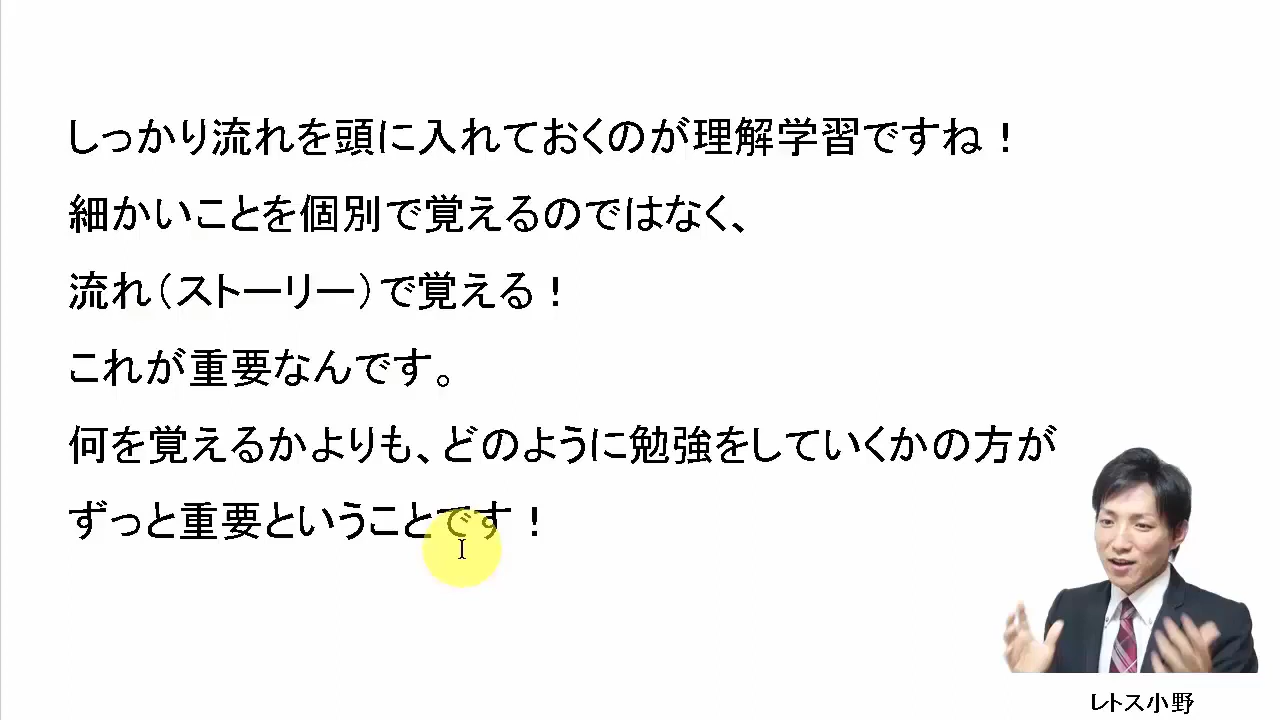 しっかり流れを頭に入れておくのが理解学習ですね！
細かいことを個別で覚えるのではなく、
流れ（ストーリー）で覚える！
これが重要なんです。
何を覚えるかよりも、どのように勉強をしていくかの方が
ずっと重要ということです！
レトス小野